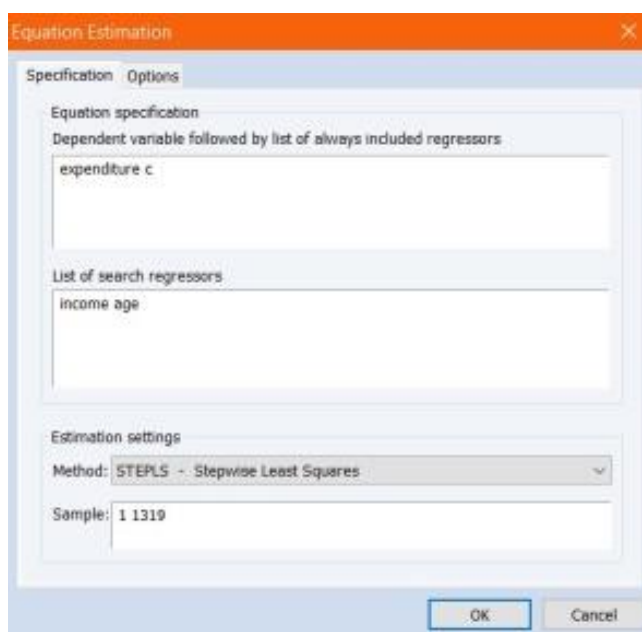 Equation Estimation
Specification Options
Equation specification
Dependent variable followed by list of always included regressors
expenditure c
List of search regressors
income age
Estimation settings
Method: STEPLS - Stepwise Least Squares
Sample: 1 1319
OK Cancel